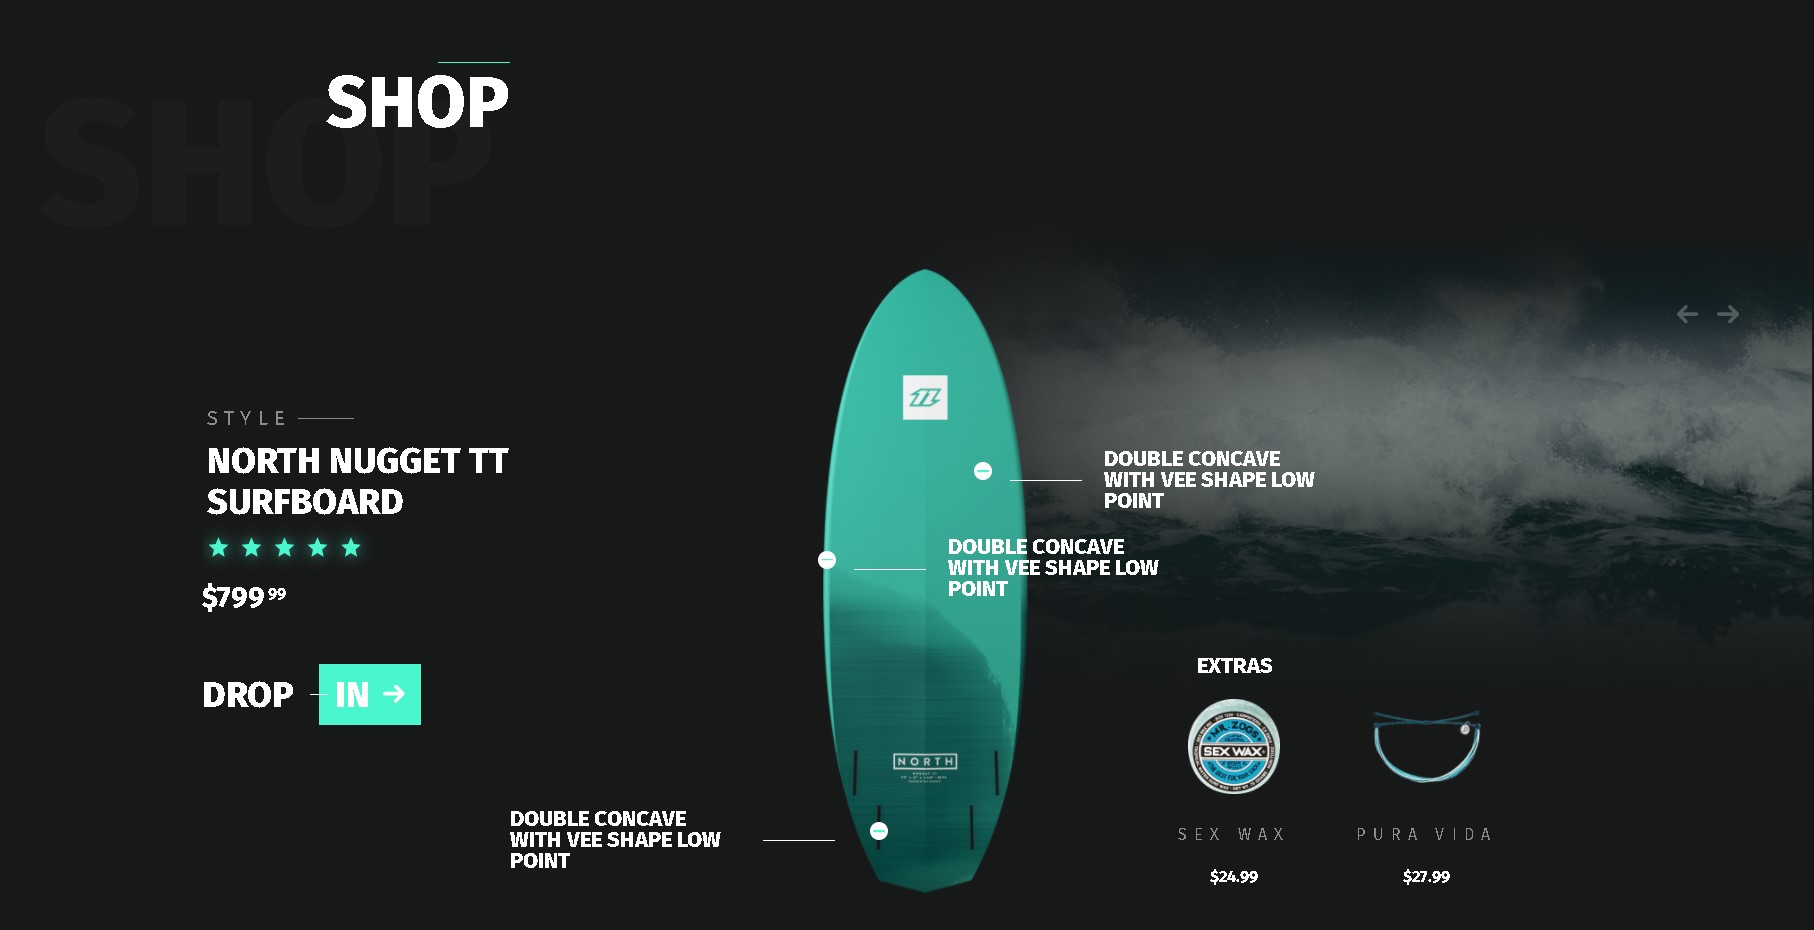 SHOP
SHOP
STYLE
NORTH NUGGET TT
SURFBOARD
$799 99
DROP IN
DOUBLE CONCAVE
WITH VEE SHAPE LOW
POINT
DOUBLE CONCAVE
WITH VEE SHAPE LOW
POINT
NORTH
DOUBLE CONCAVE
WITH VEE SHAPE LOW
POINT
EXTRAS
MR. ZOGS
SEX WAX
SEX WAX
PURA VIDA
$24.99
$27.99